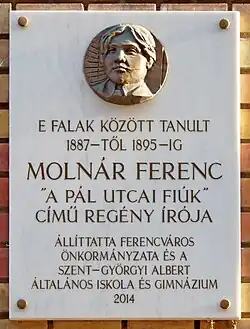 E FALAK KÖZÖTT TANULT
1887-TŐL 1895-IG
MOLNÁR FERENC
"A PÁL UTCAI FIÚK"
CÍMŰ REGÉNY ÍRÓJA
ÁLLÍTTATTA FERENCVÁROS
ÖNKORMÁNYZATA ÉS A
SZENT-GYÖRGYI ALBERT
ÁLTALÁNOS ISKOLA ÉS GIMNÁZIUM
2014